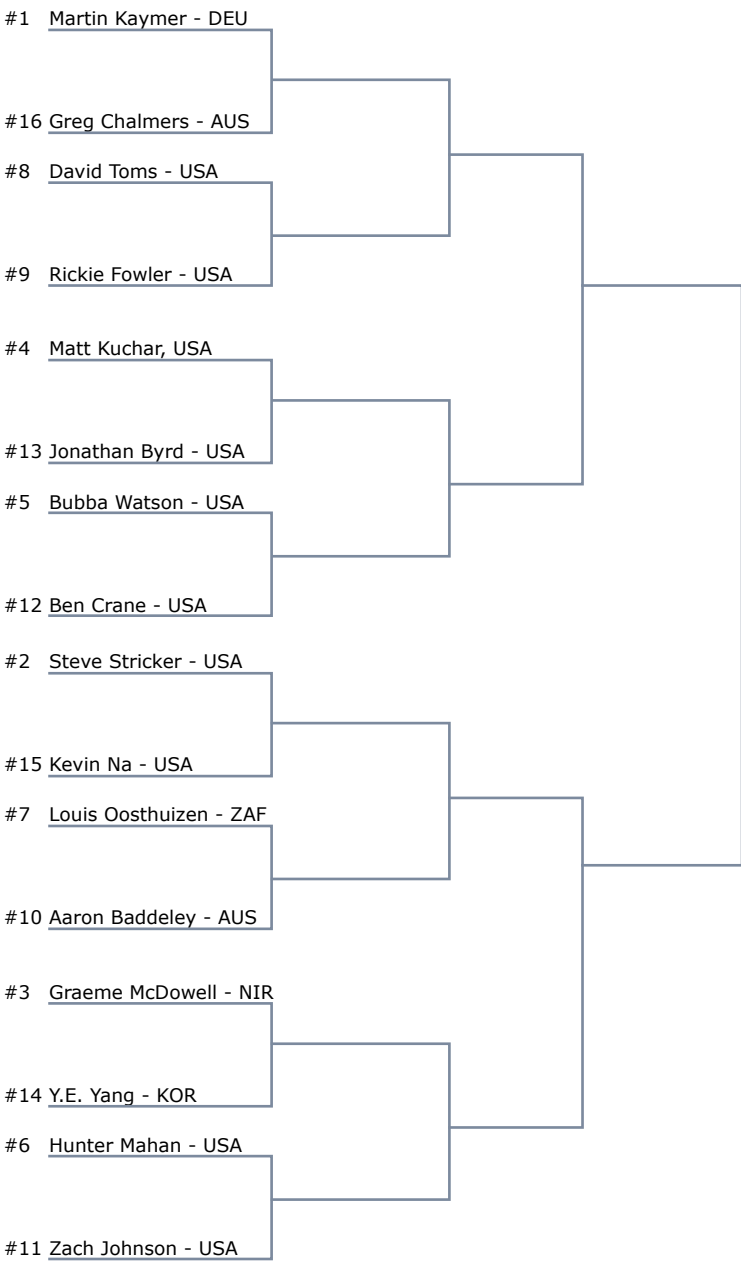 #1 Martin Kaymer - DEU
#16 Greg Chalmers - AUS
#8 David Toms - USA
#9 Rickie Fowler - USA
#4 Matt Kuchar, USA
#13 Jonathan Byrd - USA
#5 Bubba Watson - USA
#12 Ben Crane - USA
#2 Steve Stricker - USA
#15 Kevin Na - USA
#7 Louis Oosthuizen - ZAF
#10 Aaron Baddeley - AUS
#3 Graeme McDowell - NIR
#14 Y.E. Yang - KOR
#6 Hunter Mahan - USA
#11 Zach Johnson - USA